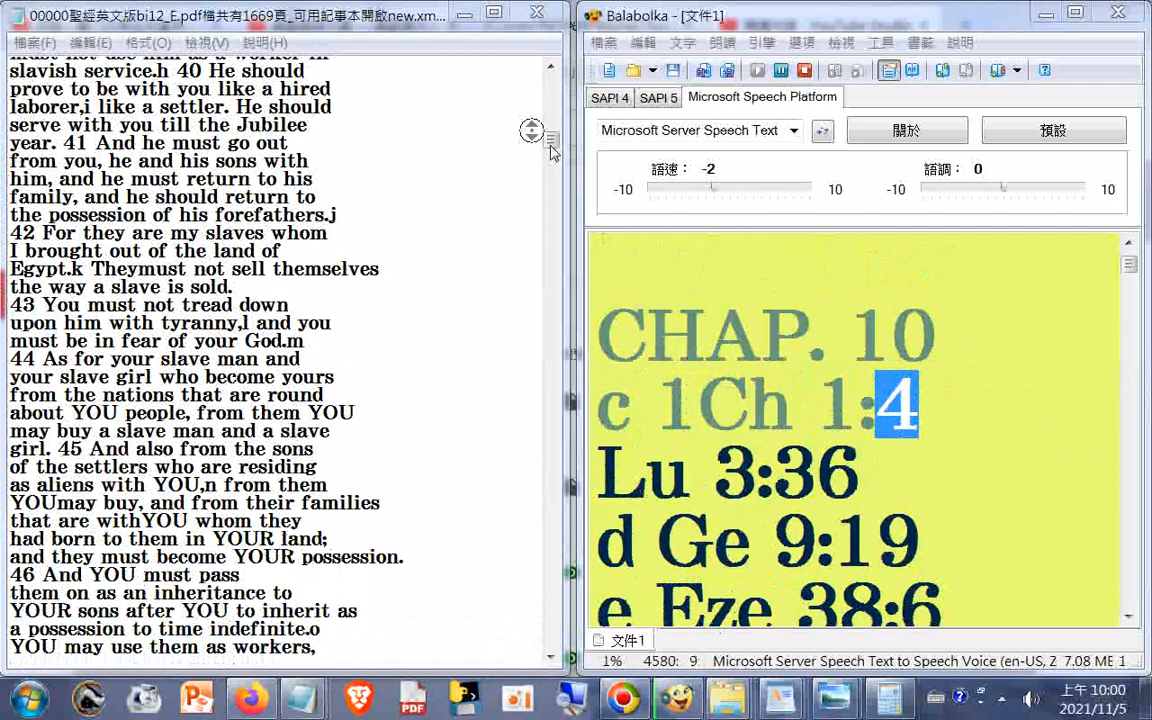 00000聖經英文版bi12_E.pdf檔共有1669頁_可用記事本開啟new.xm...
檔案(F) 編輯(E) 格式(O) 檢視(V) 說明(H)
slavish service.h 40 He should
prove to be with you like a hired
laborer,i like a settler. He should
serve with you till the Jubilee
year. 41 And he must go out
from you, he and his sons with
him, and he must return to his
family, and he should return to
the possession of his forefathers.j
42 For they are my slaves whom
I brought out of the land of
Egypt.k Theymust not sell themselves
the way a slave is sold.
43 You must not tread down
upon him with tyranny,l and you
must be in fear of your God.m
44 As for your slave man and
your slave girl who become yours
from the nations that are round
about YOU people, from them YOU
may buy a slave man and a slave
girl. 45 And also from the sons
of the settlers who are residing
as aliens with YOU,n from them
YOUmay buy, and from their families
that are withYOU whom they
had born to them in YOUR land;
and they must become YOUR possession.
46 And YOU must pass
them on as an inheritance to
YOUR sons after YOU to inherit as
a possession to time indefinite.o
YOU may use them as workers,
Balabolka - [文件1]
檔案 編輯 文字 朗讀 引擎 選項 檢視 工具 書籤 說明
SAPI 4 SAPI 5 Microsoft Speech Platform
Microsoft Server Speech Text 關於 預設
語速： -2 語調： 0
-10 10 -10 10
CHAP. 10
c 1Ch 1:4
Lu 3:36
d Ge 9:19
e Eze 38:6
文件1
1% 4580: 9 Microsoft Server Speech Text to Speech Voice (en-US, 2 7.08 ME 1
PDF
上午 10:00
2021/11/5